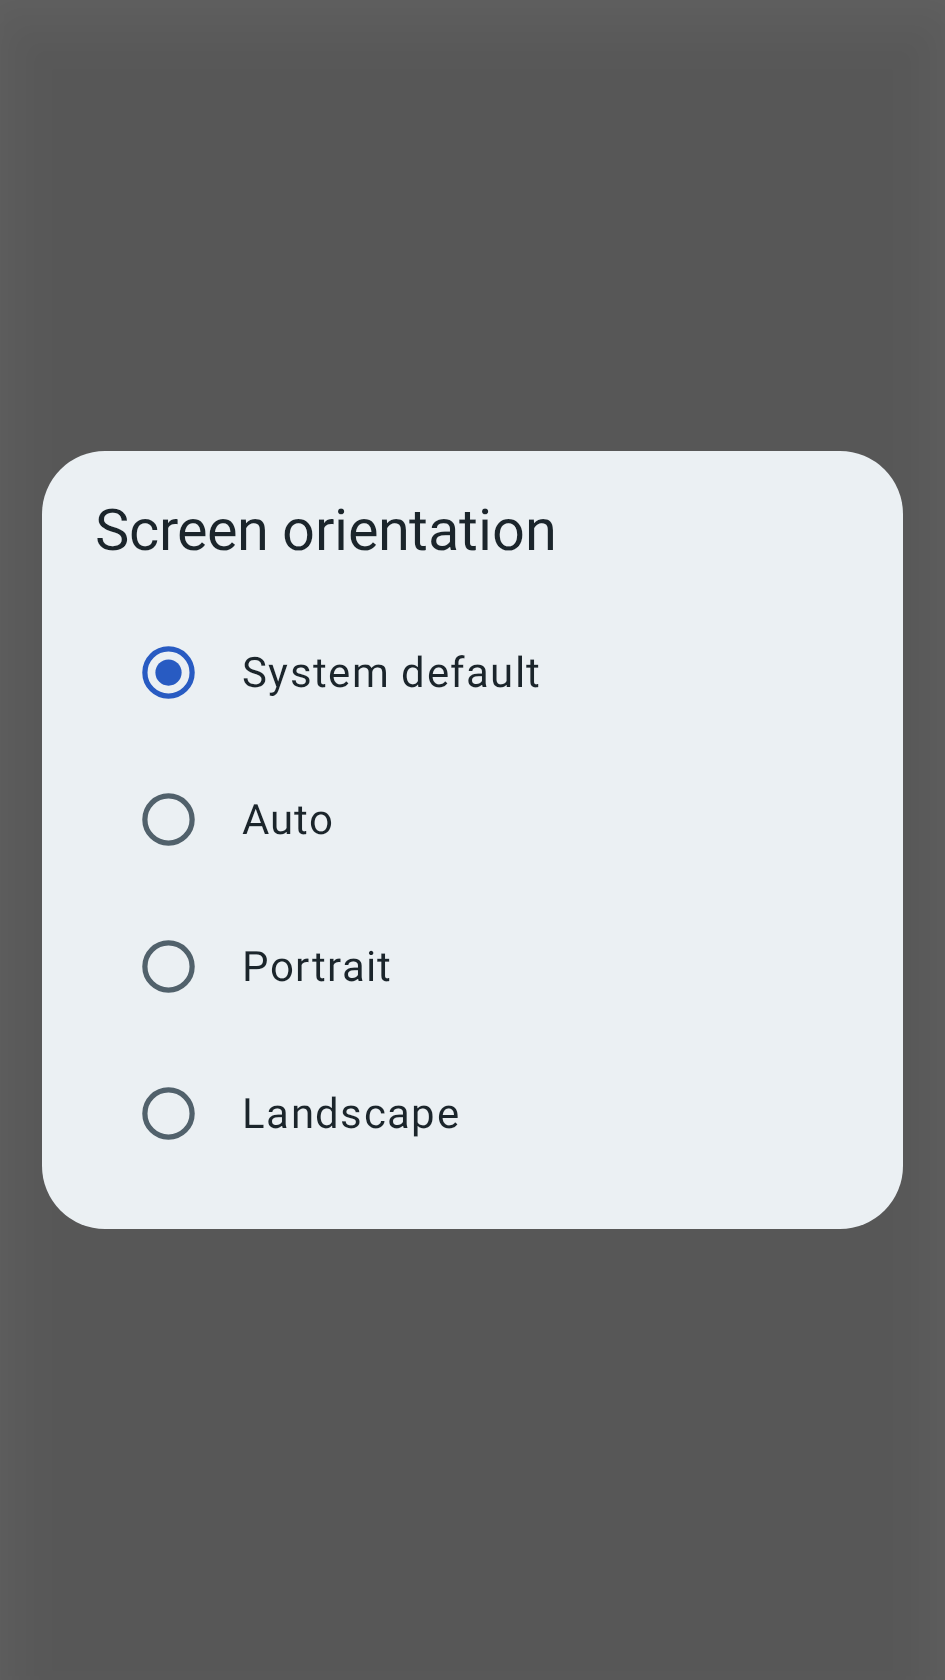 Screen orientation
System default
Auto
Portrait
Landscape